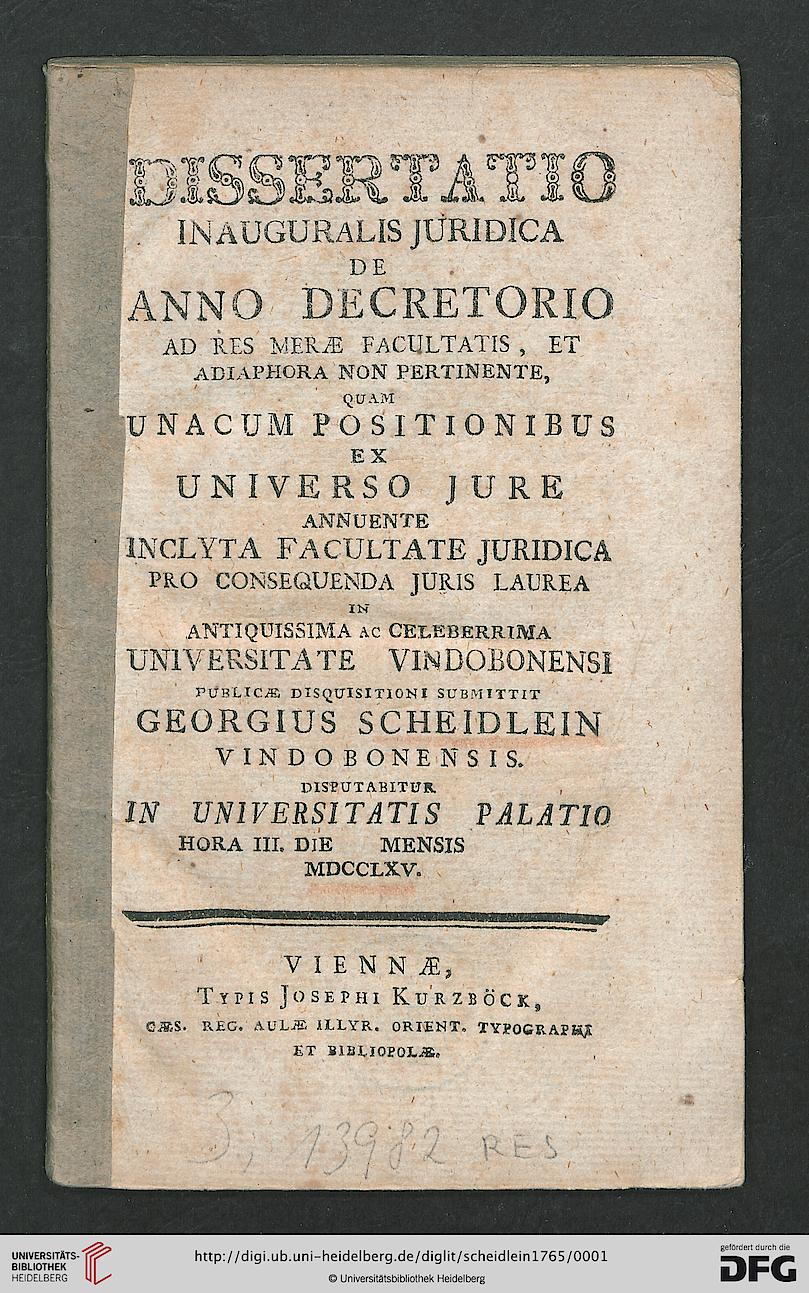 DISSERTATIO
INAUGURALIS JURIDICA
DE
ANNO DECRETORIO
AD RES MERÆ FACULTATIS, ET
ADIAPHORA NON PERTINENTE,
QUAM
UNACUM POSITIONIBUS
EX
UNIVERSO JURE
ANNUENTE
INCLYTA FACULTATE JURIDICA
PRO CONSEQUENDA JURIS LAUREA
IN
ANTIQUISSIMA AC CELEBERRIMA
UNIVERSITATE VINDOBONENSI
PUBLICÆ DISQUISITIONI SUBMITTIT
GEORGIUS SCHEIDLEIN
VINDOBONENSIS.
DISPUTABITUR
IN UNIVERSITATIS PALATIO
HORA III. DIE MENSIS
MDCCLXV.
VIENNÆ,
TYPIS JOSEPHI KURZBÖCK,
CÆS. REG. AULÆ ILLYR. ORIENT. TYPOGRAPHI
ET BIBLIOPOLÆ.
3, 13982 RES
UNIVERSITÄTS-
BIBLIOTHEK
HEIDELBERG
http://digi.ub.uni-heidelberg.de/diglit/scheidlein1765/0001
© Universitätsbibliothek Heidelberg
gefördert durch die
DFG